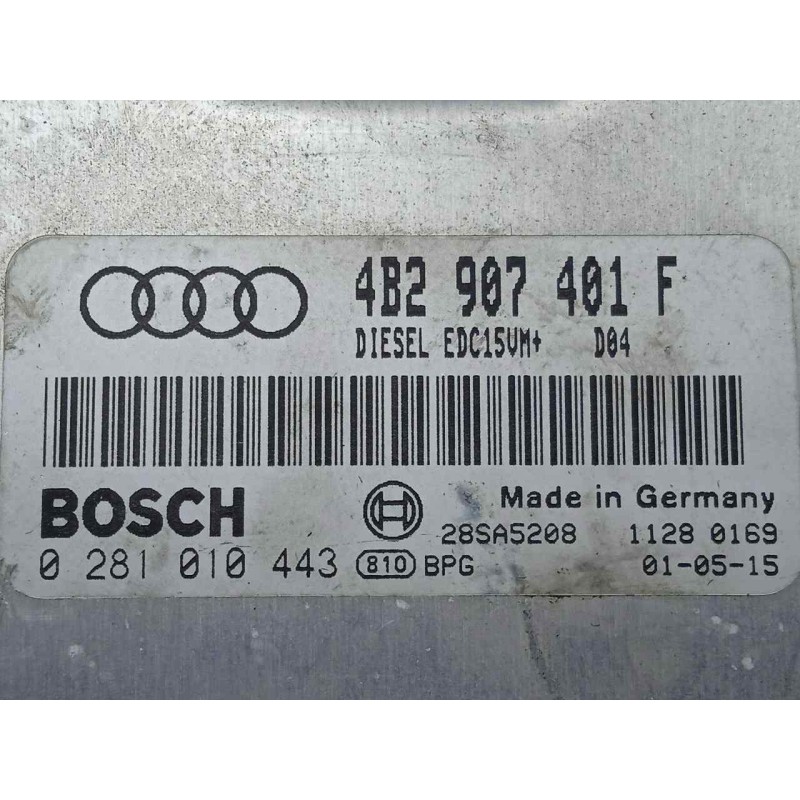 4B2 907 401 F
DIESEL EDC15VM+ D04
BOSCH Made in Germany
28SA5208 1128 0169
0 281 010 443 810 BPG 01-05-15